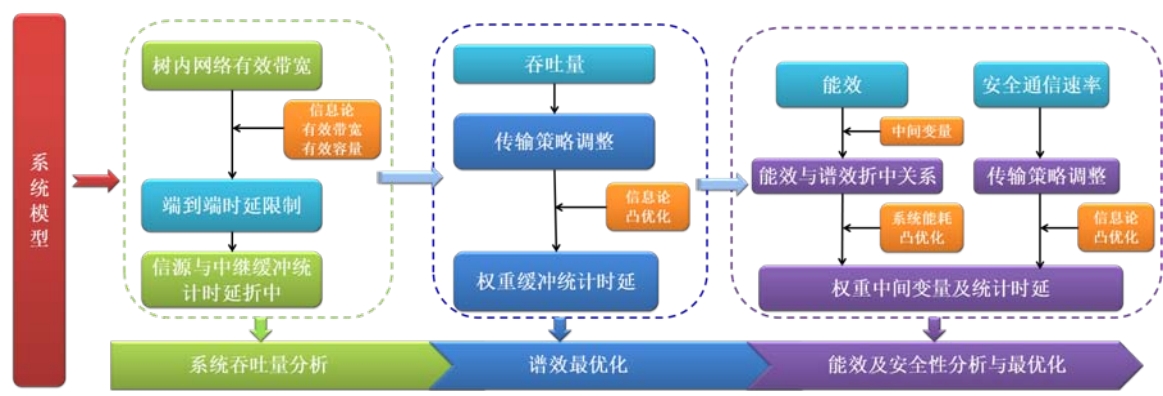 系统模型
树内网络有效带宽
信息论
有效带宽
有效容量
端到端时延限制
信源与中继缓冲统
计时延折中
吞吐量
传输策略调整
信息论
凸优化
权重缓冲统计时延
能效
安全通信速率
中间变量
能效与谱效折中关系
传输策略调整
系统能耗
凸优化
信息论
凸优化
权重中间变量及统计时延
系统吞吐量分析
谱效最优化
能效及安全性分析与最优化